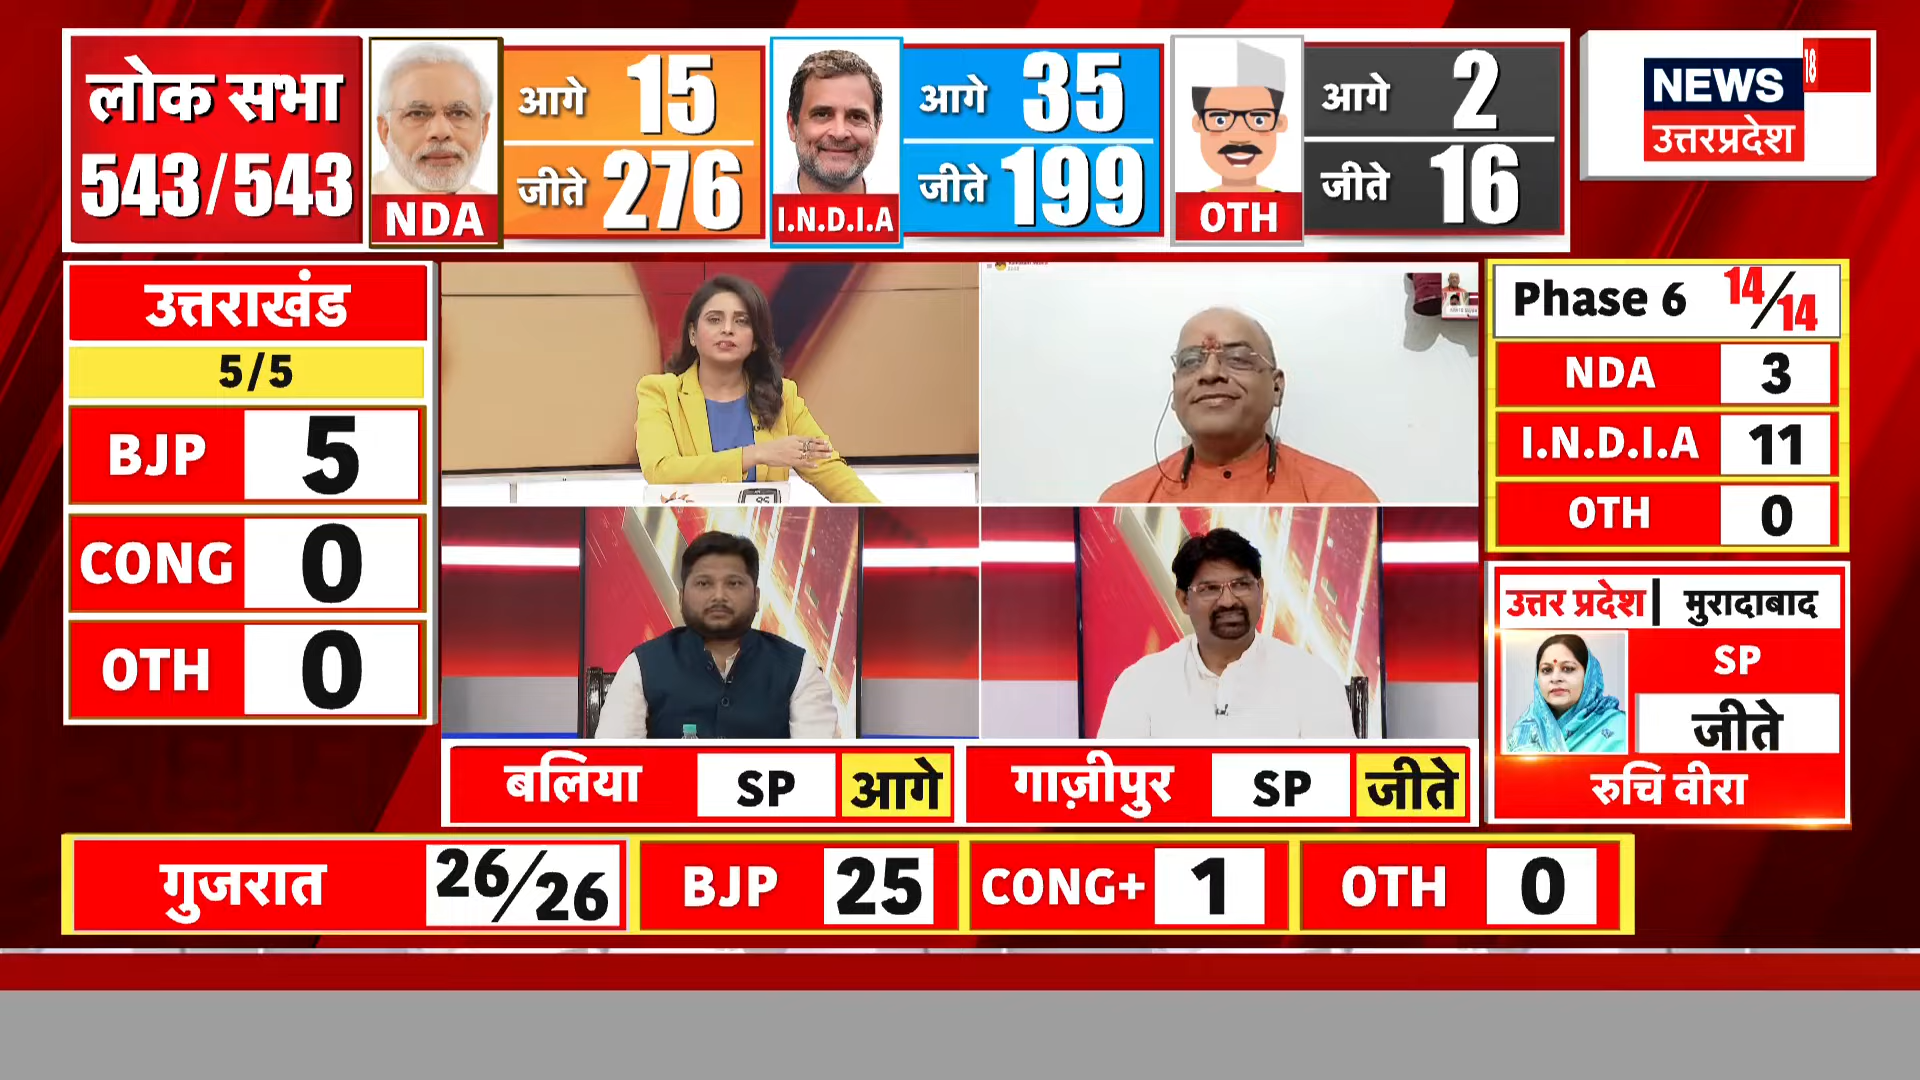 लोक सभा
543/543
NDA
आगे 15
जीते 276
I.N.D.I.A
आगे 35
जीते 199
OTH
आगे 2
जीते 16
NEWS 18
उत्तरप्रदेश
उत्तराखंड
5/5
BJP 5
CONG 0
OTH 0
Phase 6 14/14
NDA 3
I.N.D.I.A 11
OTH 0
उत्तर प्रदेश | मुरादाबाद
SP
जीते
रुचि वीरा
बलिया SP आगे
गाज़ीपुर SP जीते
गुजरात 26/26 BJP 25 CONG+ 1 OTH 0